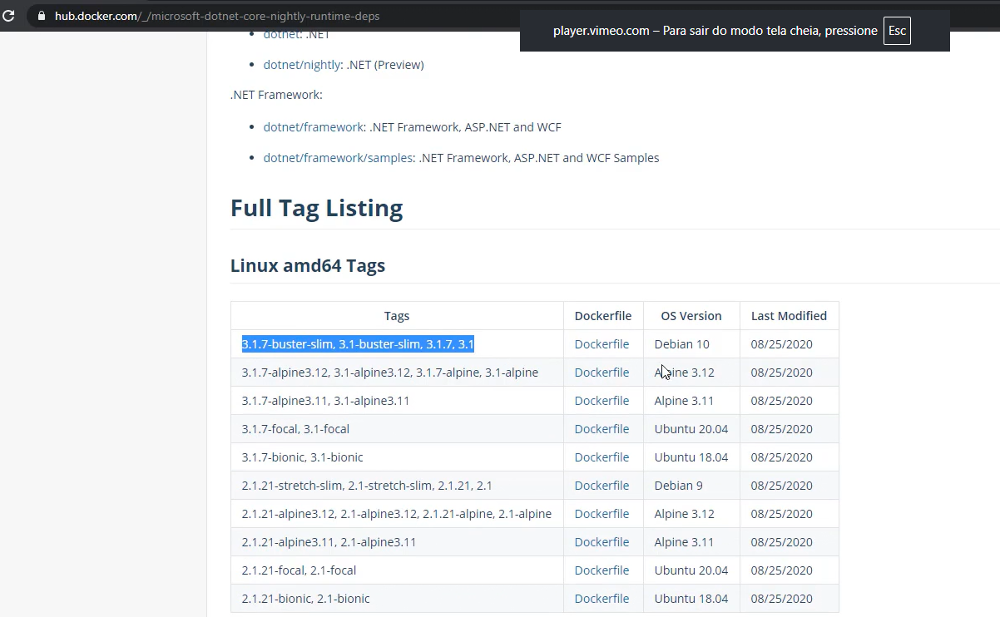 hub.docker.com/_/microsoft-dotnet-core-nightly-runtime-deps
player.vimeo.com – Para sair do modo tela cheia, pressione Esc
dotnet: .NET
dotnet/nightly: .NET (Preview)
.NET Framework:
dotnet/framework: .NET Framework, ASP.NET and WCF
dotnet/framework/samples: .NET Framework, ASP.NET and WCF Samples
Full Tag Listing
Linux amd64 Tags
Tags Dockerfile OS Version Last Modified
3.1.7-buster-slim, 3.1-buster-slim, 3.1.7, 3.1 Dockerfile Debian 10 08/25/2020
3.1.7-alpine3.12, 3.1-alpine3.12, 3.1.7-alpine, 3.1-alpine Dockerfile Alpine 3.12 08/25/2020
3.1.7-alpine3.11, 3.1-alpine3.11 Dockerfile Alpine 3.11 08/25/2020
3.1.7-focal, 3.1-focal Dockerfile Ubuntu 20.04 08/25/2020
3.1.7-bionic, 3.1-bionic Dockerfile Ubuntu 18.04 08/25/2020
2.1.21-stretch-slim, 2.1-stretch-slim, 2.1.21, 2.1 Dockerfile Debian 9 08/25/2020
2.1.21-alpine3.12, 2.1-alpine3.12, 2.1.21-alpine, 2.1-alpine Dockerfile Alpine 3.12 08/25/2020
2.1.21-alpine3.11, 2.1-alpine3.11 Dockerfile Alpine 3.11 08/25/2020
2.1.21-focal, 2.1-focal Dockerfile Ubuntu 20.04 08/25/2020
2.1.21-bionic, 2.1-bionic Dockerfile Ubuntu 18.04 08/25/2020